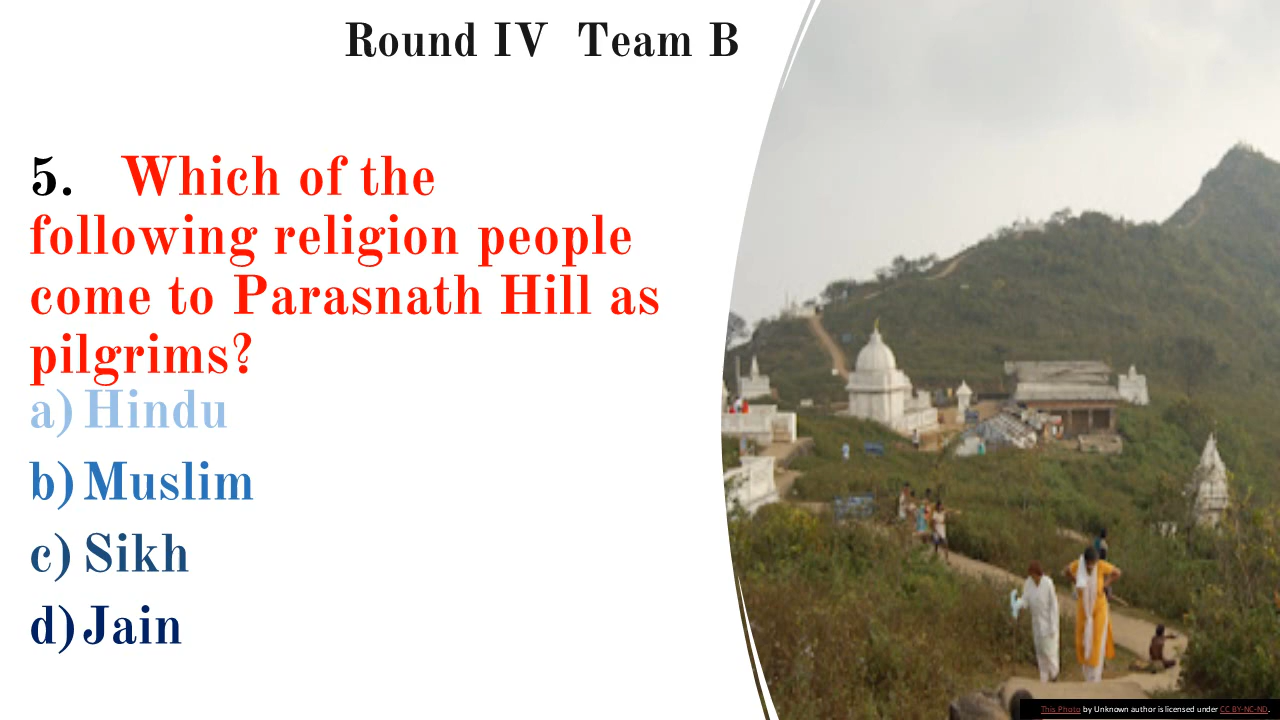 Round IV Team B
5. Which of the
following religion people
come to Parasnath Hill as
pilgrims?
a) Hindu
b) Muslim
c) Sikh
d) Jain
This Photo by Unknown author is licensed under CC BY-NC-ND.